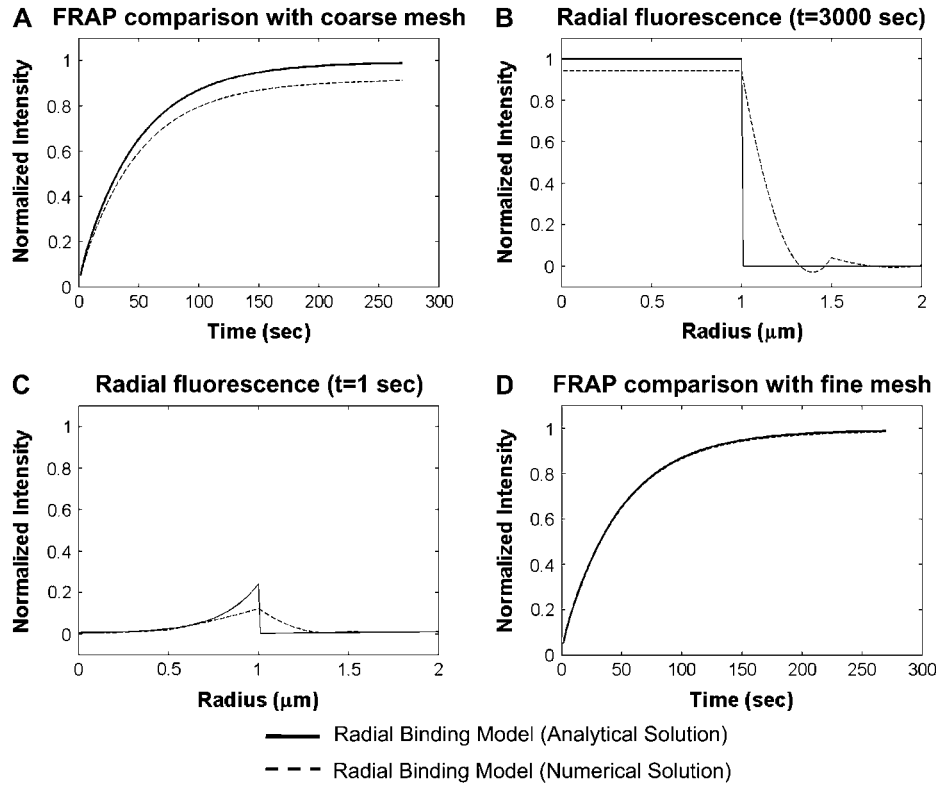 A FRAP comparison with coarse mesh
Normalized Intensity
1
0.8
0.6
0.4
0.2
0
0 50 100 150 200 250 300
Time (sec)
B Radial fluorescence (t=3000 sec)
Normalized Intensity
1
0.8
0.6
0.4
0.2
0
0 0.5 1 1.5 2
Radius (μm)
C Radial fluorescence (t=1 sec)
Normalized Intensity
1
0.8
0.6
0.4
0.2
0
0 0.5 1 1.5 2
Radius (μm)
D FRAP comparison with fine mesh
Normalized Intensity
1
0.8
0.6
0.4
0.2
0
0 50 100 150 200 250 300
Time (sec)
Radial Binding Model (Analytical Solution)
Radial Binding Model (Numerical Solution)